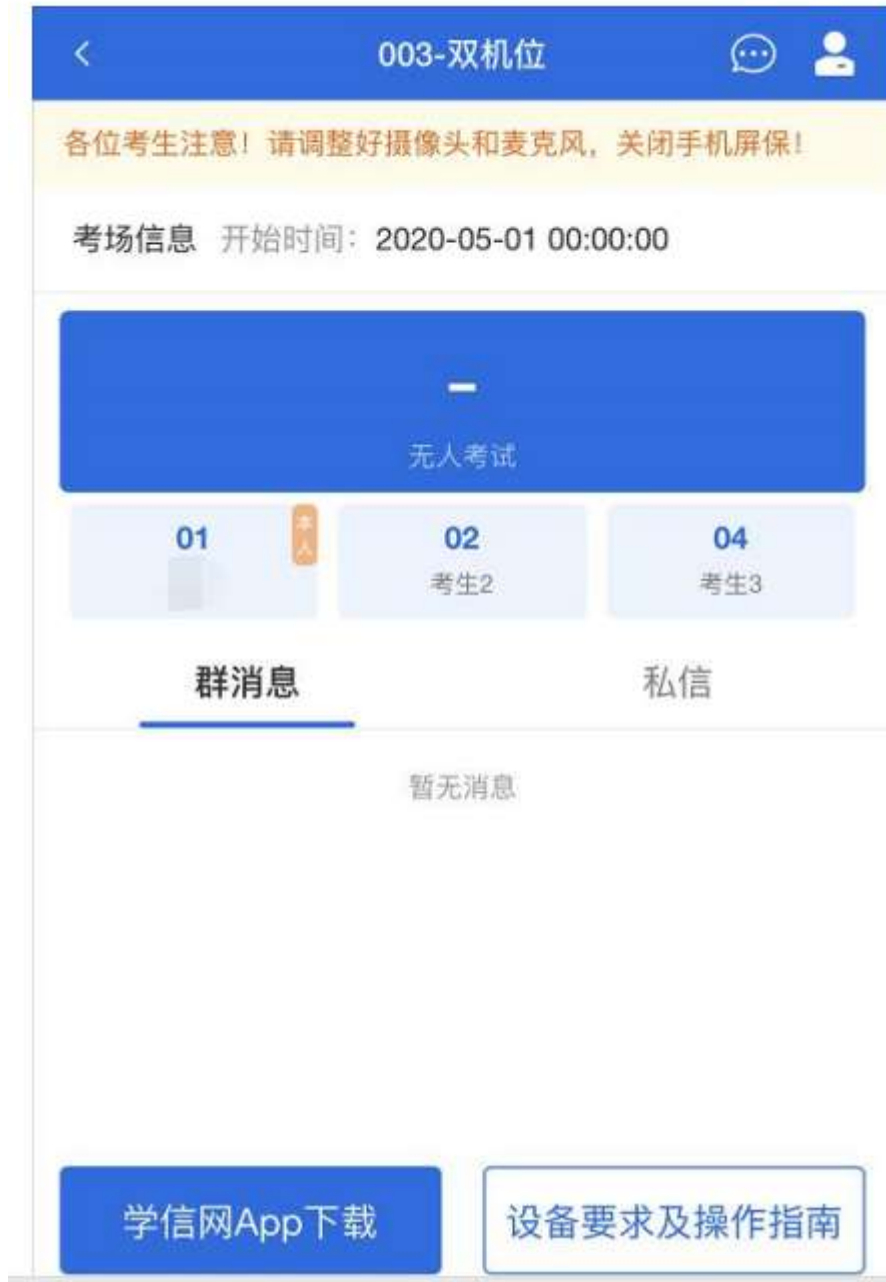 003-双机位
各位考生注意！请调整好摄像头和麦克风，关闭手机屏保！
考场信息 开始时间：2020-05-01 00:00:00
-
无人考试
01 本人 02 04
考生2 考生3
群消息 私信
暂无消息
学信网App下载 设备要求及操作指南